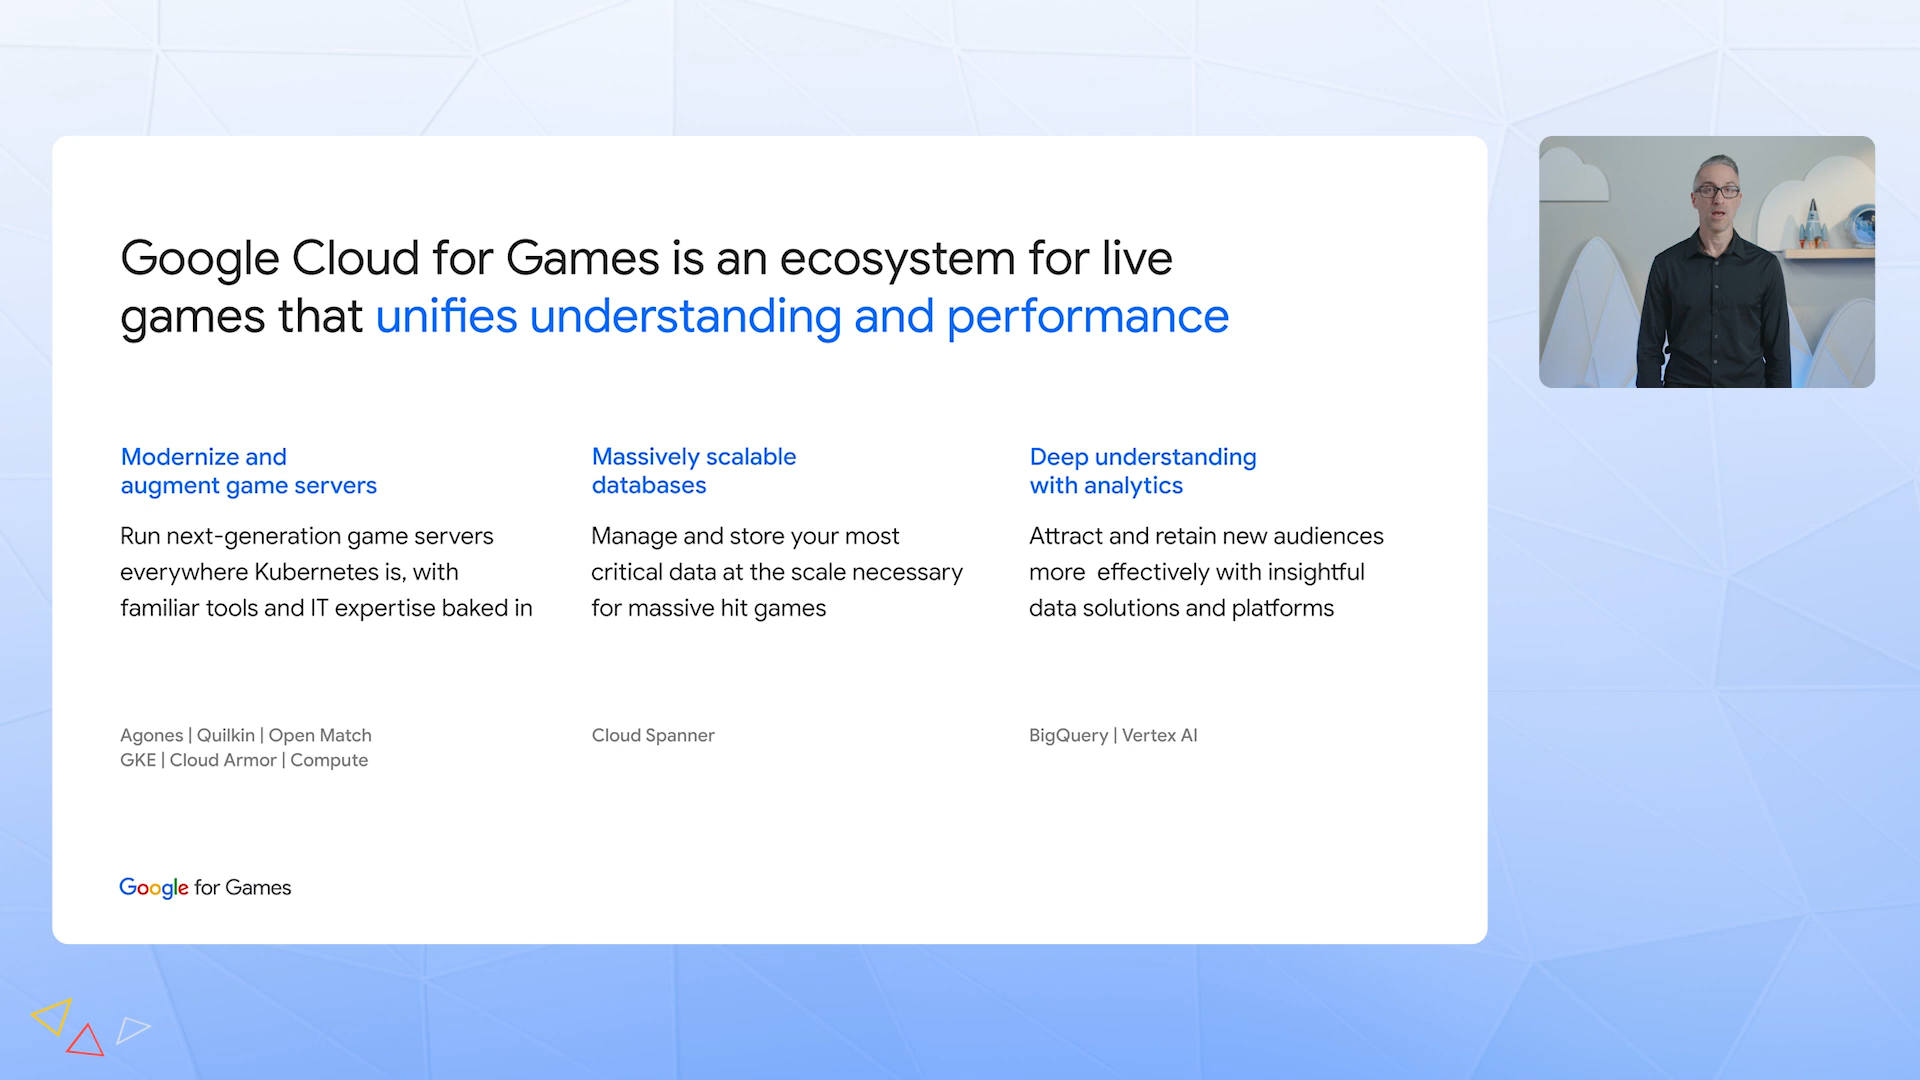 Google Cloud for Games is an ecosystem for live
games that unifies understanding and performance
Modernize and
augment game servers
Run next-generation game servers
everywhere Kubernetes is, with
familiar tools and IT expertise baked in
Agones | Quilkin | Open Match
GKE | Cloud Armor | Compute
Massively scalable
databases
Manage and store your most
critical data at the scale necessary
for massive hit games
Cloud Spanner
Deep understanding
with analytics
Attract and retain new audiences
more  effectively with insightful
data solutions and platforms
BigQuery | Vertex AI
Google for Games